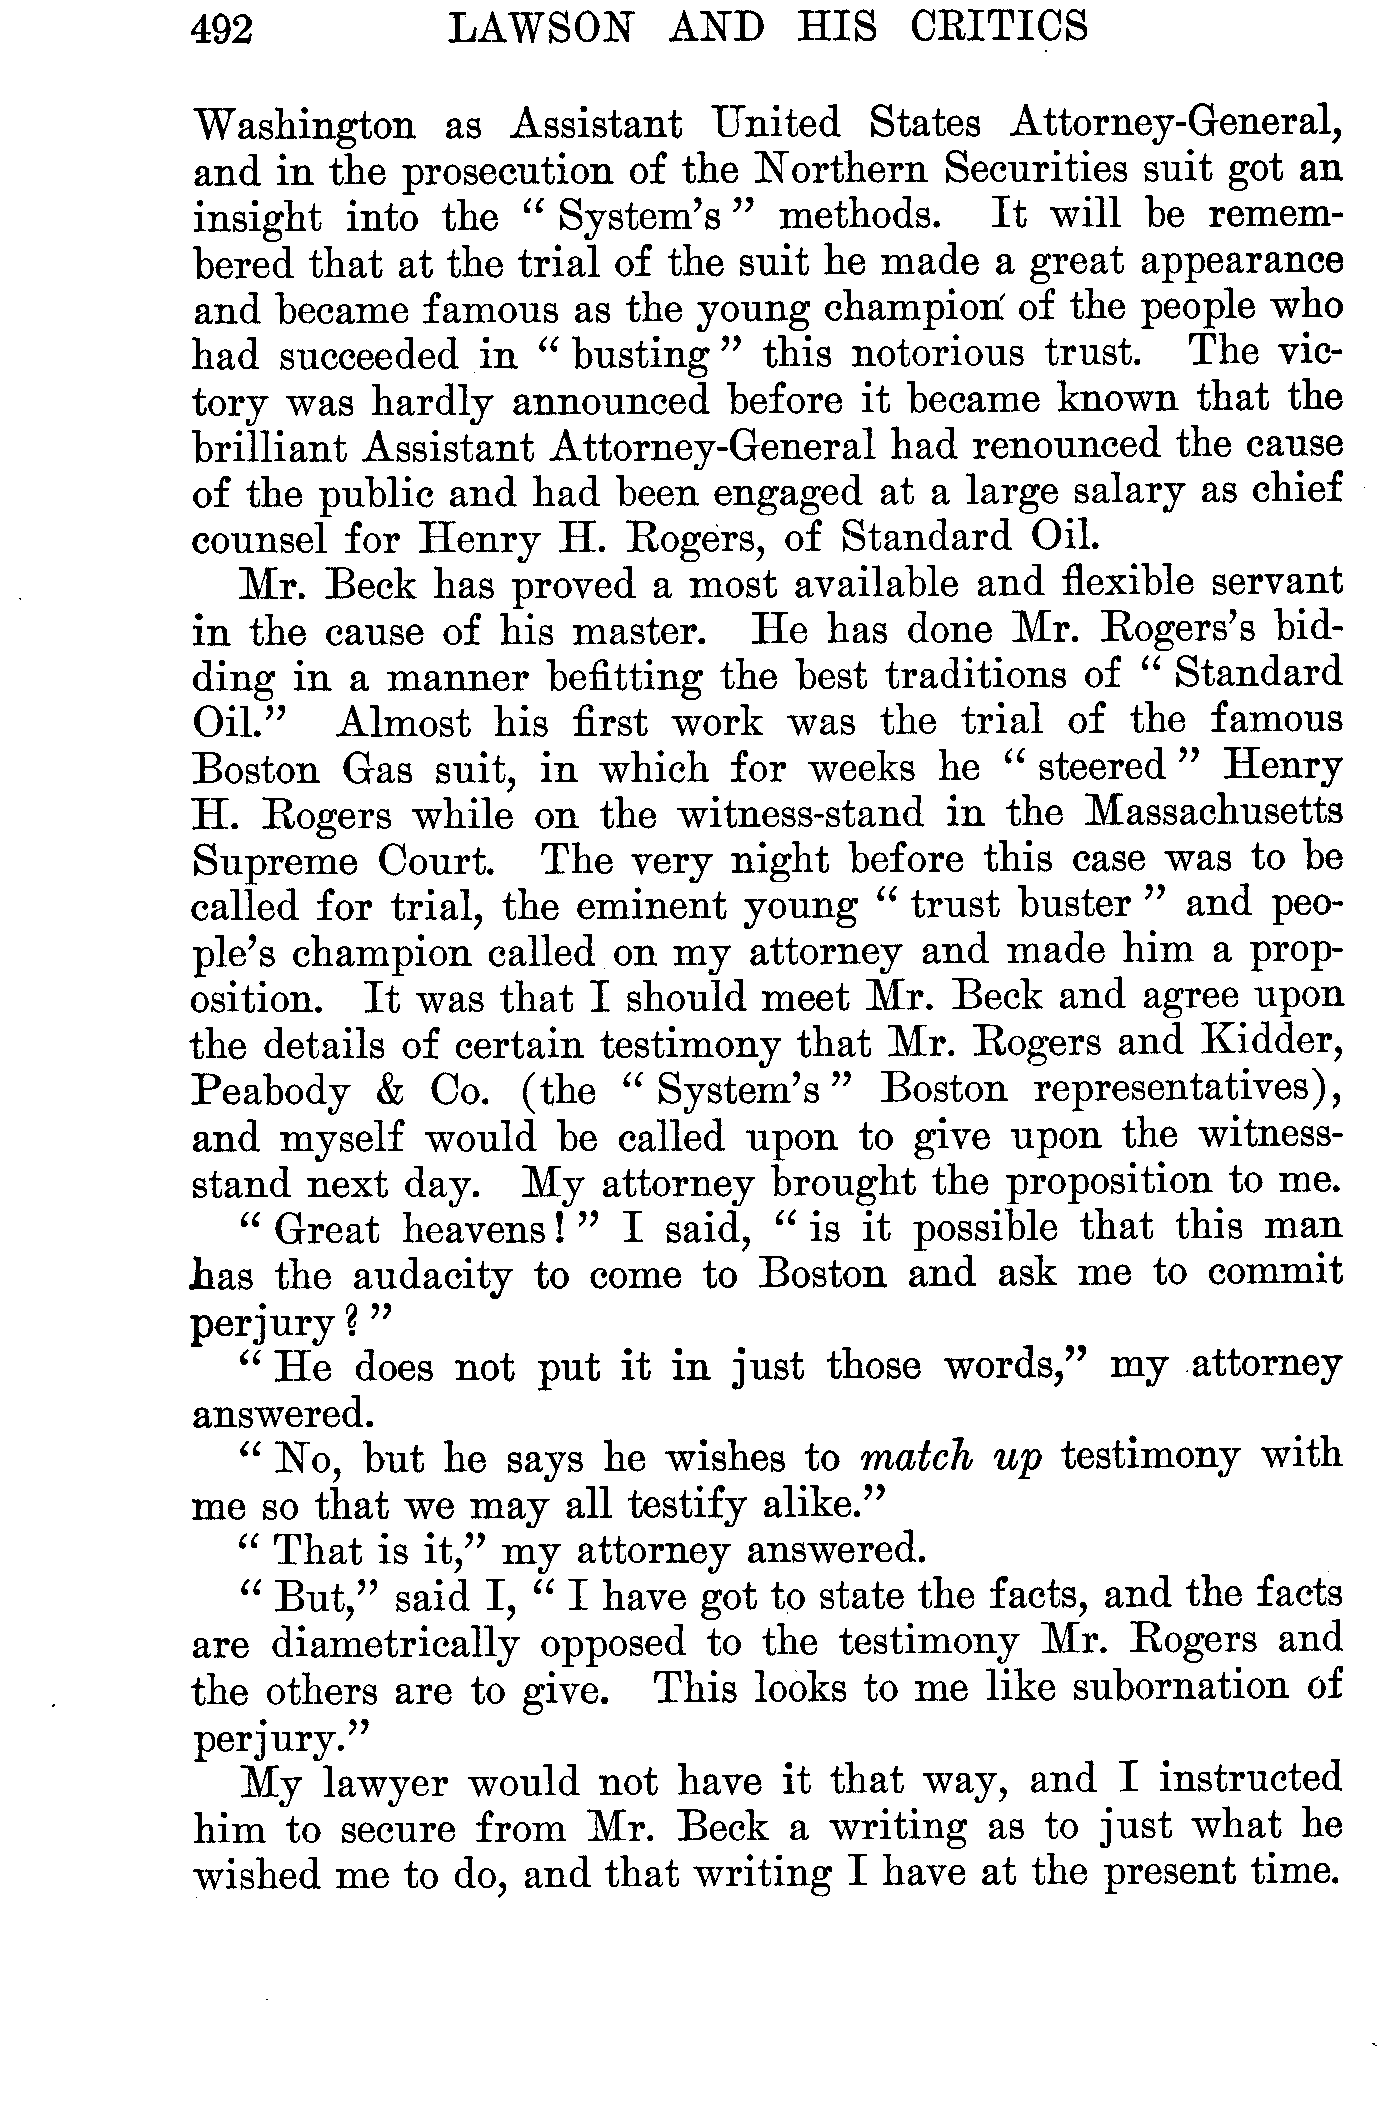 492 LAWSON AND HIS CRITICS
Washington as Assistant United States Attorney-General,
and in the prosecution of the Northern Securities suit got an
insight into the “ System’s ” methods. It will be remem-
bered that at the trial of the suit he made a great appearance
and became famous as the young champion of the people who
had succeeded in “ busting ” this notorious trust. The vic-
tory was hardly announced before it became known that the
brilliant Assistant Attorney-General had renounced the cause
of the public and had been engaged at a large salary as chief
counsel for Henry H. Rogers, of Standard Oil.
Mr. Beck has proved a most available and flexible servant
in the cause of his master. He has done Mr. Rogers’s bid-
ding in a manner befitting the best traditions of “ Standard
Oil.” Almost his first work was the trial of the famous
Boston Gas suit, in which for weeks he “ steered ” Henry
H. Rogers while on the witness-stand in the Massachusetts
Supreme Court. The very night before this case was to be
called for trial, the eminent young “ trust buster ” and peo-
ple’s champion called on my attorney and made him a prop-
osition. It was that I should meet Mr. Beck and agree upon
the details of certain testimony that Mr. Rogers and Kidder,
Peabody & Co. (the “ System’s ” Boston representatives),
and myself would be called upon to give upon the witness-
stand next day. My attorney brought the proposition to me.
“ Great heavens! ” I said, “ is it possible that this man
has the audacity to come to Boston and ask me to commit
perjury? ”
“ He does not put it in just those words,” my attorney
answered.
“ No, but he says he wishes to match up testimony with
me so that we may all testify alike.”
“ That is it,” my attorney answered.
“ But,” said I, “ I have got to state the facts, and the facts
are diametrically opposed to the testimony Mr. Rogers and
the others are to give. This looks to me like subornation of
perjury.”
My lawyer would not have it that way, and I instructed
him to secure from Mr. Beck a writing as to just what he
wished me to do, and that writing I have at the present time.